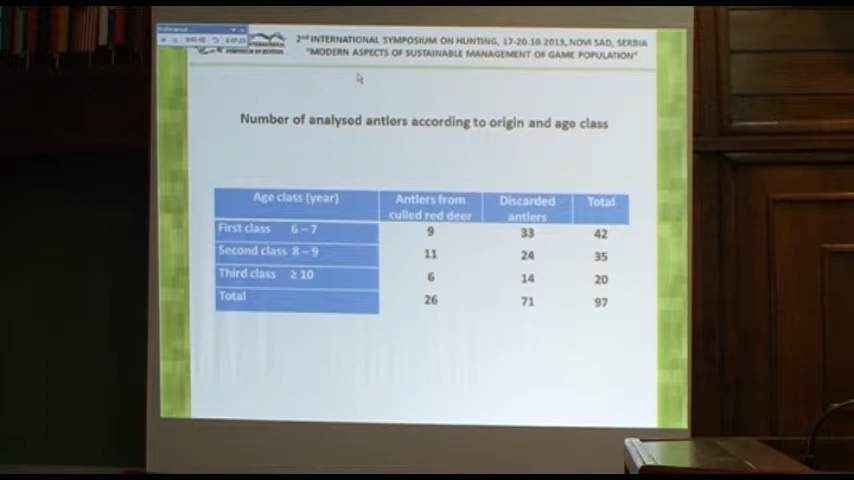 2nd INTERNATIONAL SYMPOSIUM ON HUNTING, 17-20.10.2013, NOVI SAD, SERBIA
"MODERN ASPECTS OF SUSTAINABLE MANAGEMENT OF GAME POPULATION"
Number of analysed antlers according to origin and age class
Age class (year) Antlers from culled red deer Discarded antlers Total
First class 6 – 7 9 33 42
Second class 8 – 9 11 24 35
Third class ≥ 10 6 14 20
Total 26 71 97